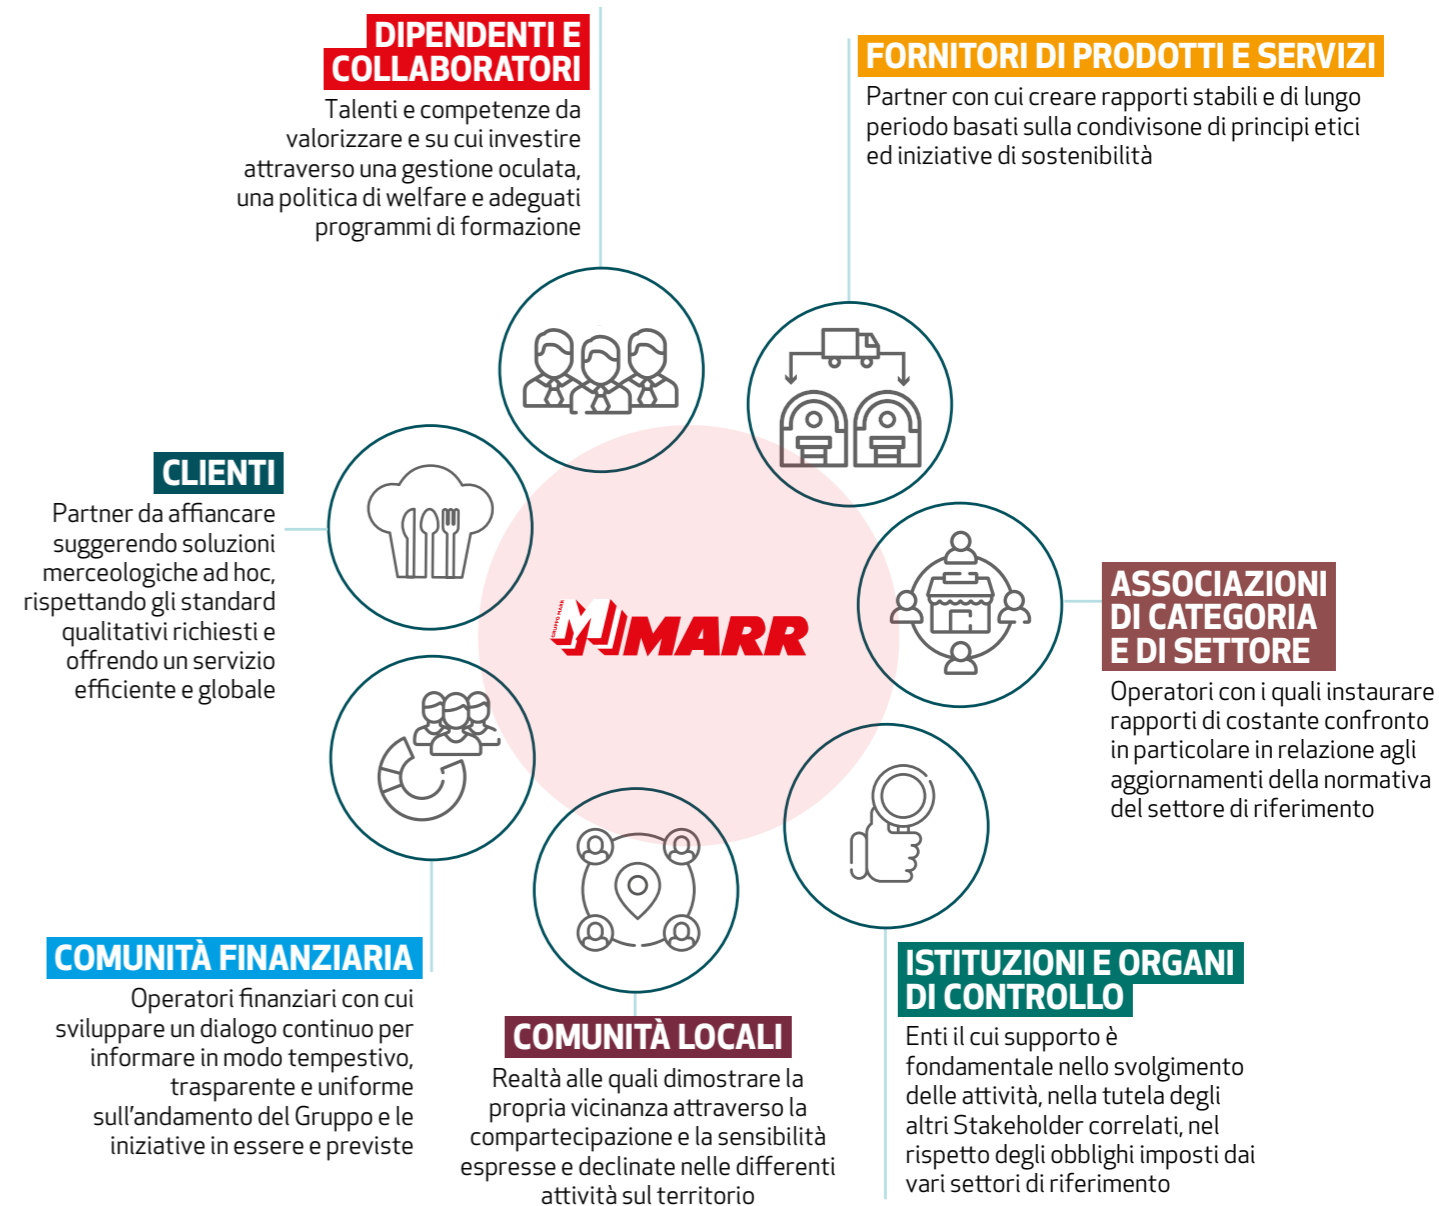 DIPENDENTI E
COLLABORATORI
Talenti e competenze da
valorizzare e su cui investire
attraverso una gestione oculata,
una politica di welfare e adeguati
programmi di formazione
FORNITORI DI PRODOTTI E SERVIZI
Partner con cui creare rapporti stabili e di lungo
periodo basati sulla condivisone di principi etici
ed iniziative di sostenibilità
CLIENTI
Partner da affiancare
suggerendo soluzioni
merceologiche ad hoc,
rispettando gli standard
qualitativi richiesti e
offrendo un servizio
efficiente e globale
GRUPPO MARR
M MARR
ASSOCIAZIONI
DI CATEGORIA
E DI SETTORE
Operatori con i quali instaurare
rapporti di costante confronto
in particolare in relazione agli
aggiornamenti della normativa
del settore di riferimento
COMUNITÀ FINANZIARIA
Operatori finanziari con cui
sviluppare un dialogo continuo per
informare in modo tempestivo,
trasparente e uniforme
sull'andamento del Gruppo e le
iniziative in essere e previste
COMUNITÀ LOCALI
Realtà alle quali dimostrare la
propria vicinanza attraverso la
compartecipazione e la sensibilità
espresse e declinate nelle differenti
attività sul territorio
ISTITUZIONI E ORGANI
DI CONTROLLO
Enti il cui supporto è
fondamentale nello svolgimento
delle attività, nella tutela degli
altri Stakeholder correlati, nel
rispetto degli obblighi imposti dai
vari settori di riferimento